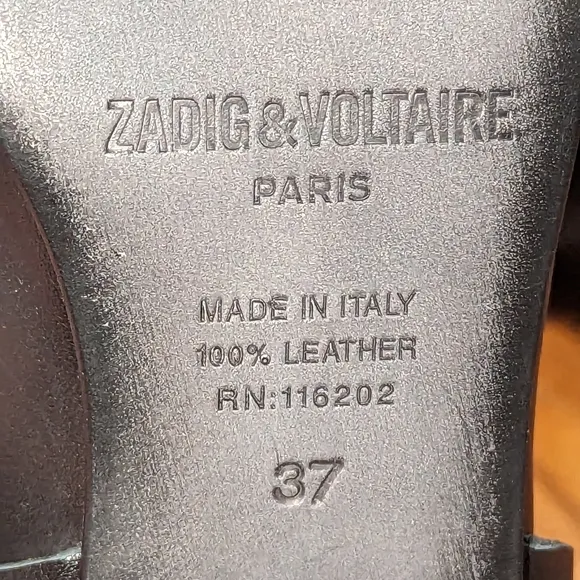 ZADIG & VOLTAIRE
PARIS
MADE IN ITALY
100% LEATHER
RN:116202
37